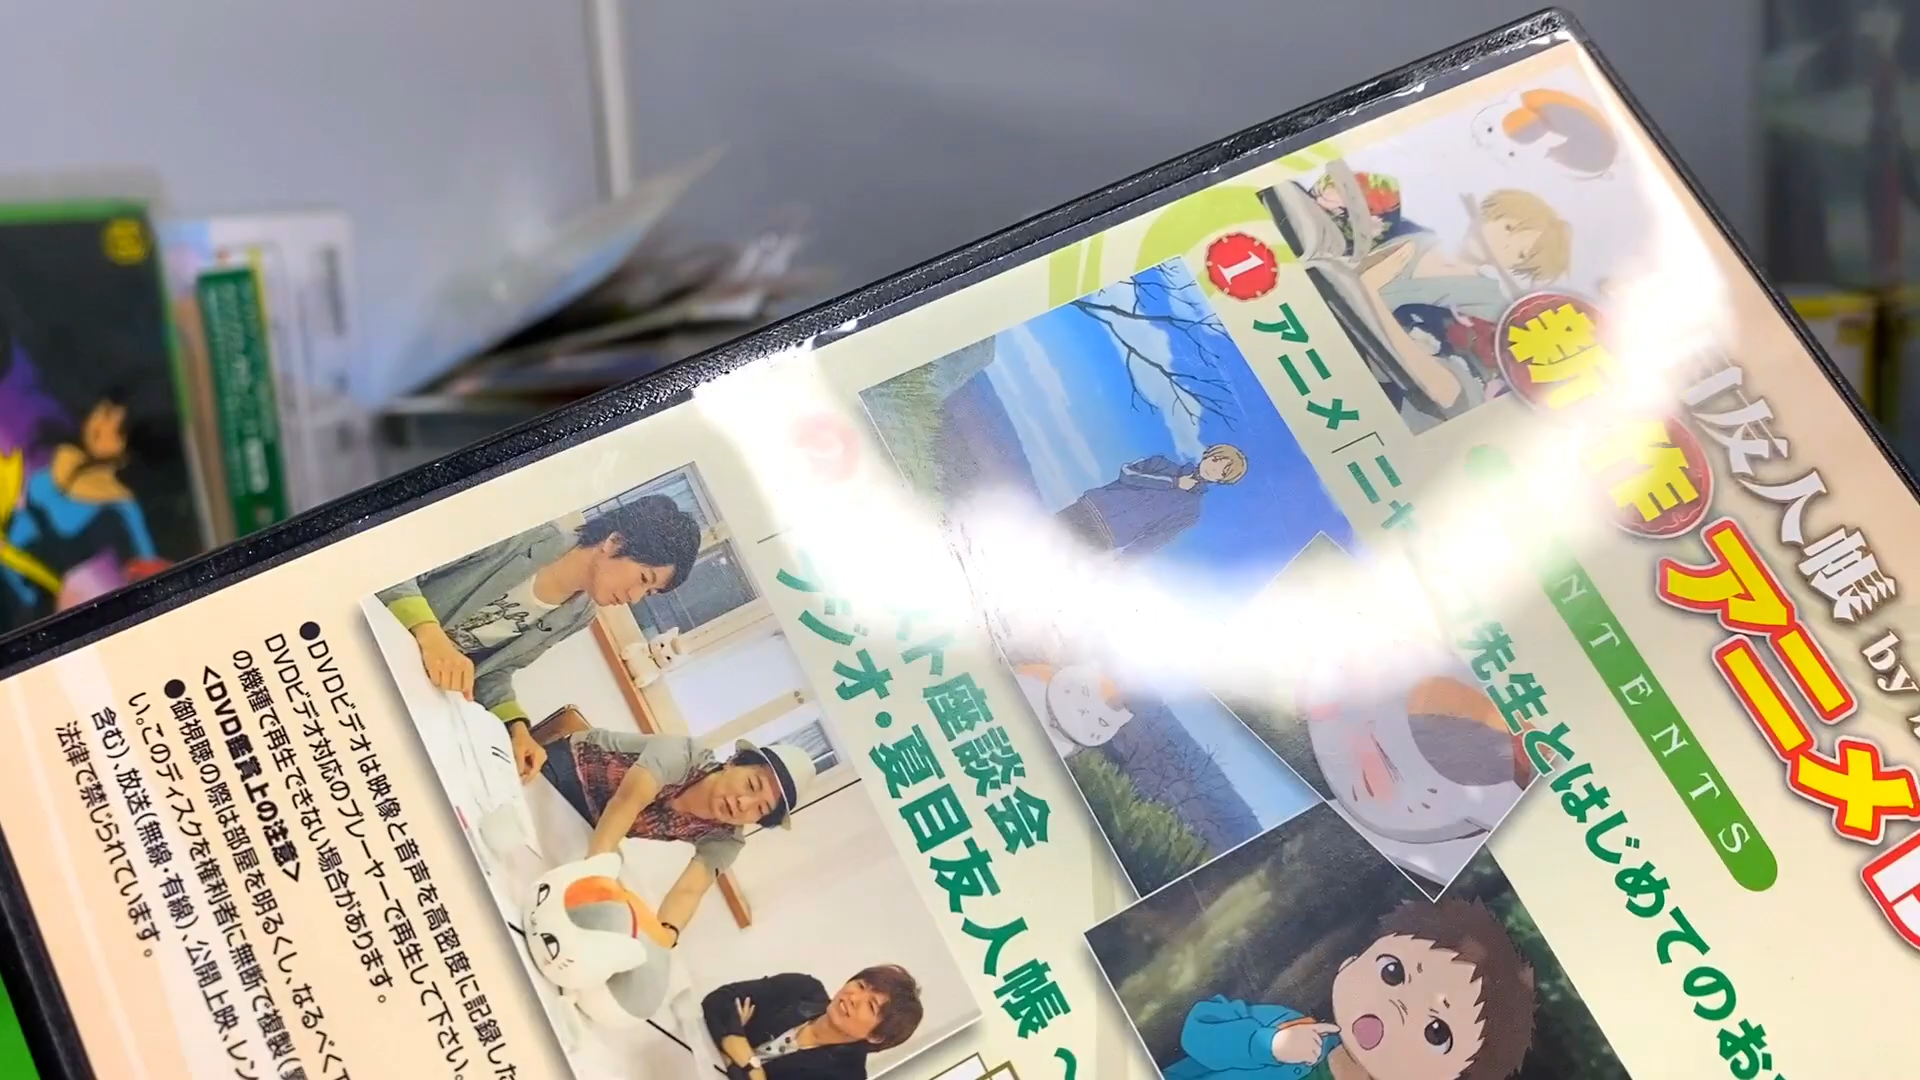 友人帳 by
新作アニメ
NTENTS
1
アニメ「ニャ
先生とはじめてのお
ト座談会
ラジオ・夏目友人帳
●DVDビデオは映像と音声を高密度に記録した
DVDビデオ対応のプレーヤーで再生して下さい。
の機種で再生できない場合があります。
<DVD鑑賞上の注意>
●御視聴の際は部屋を明るくし、なるべくT
い。このディスクを権利者に無断で複製(
含む)、放送(無線・有線)、公開上映、レン
法律で禁じられています。